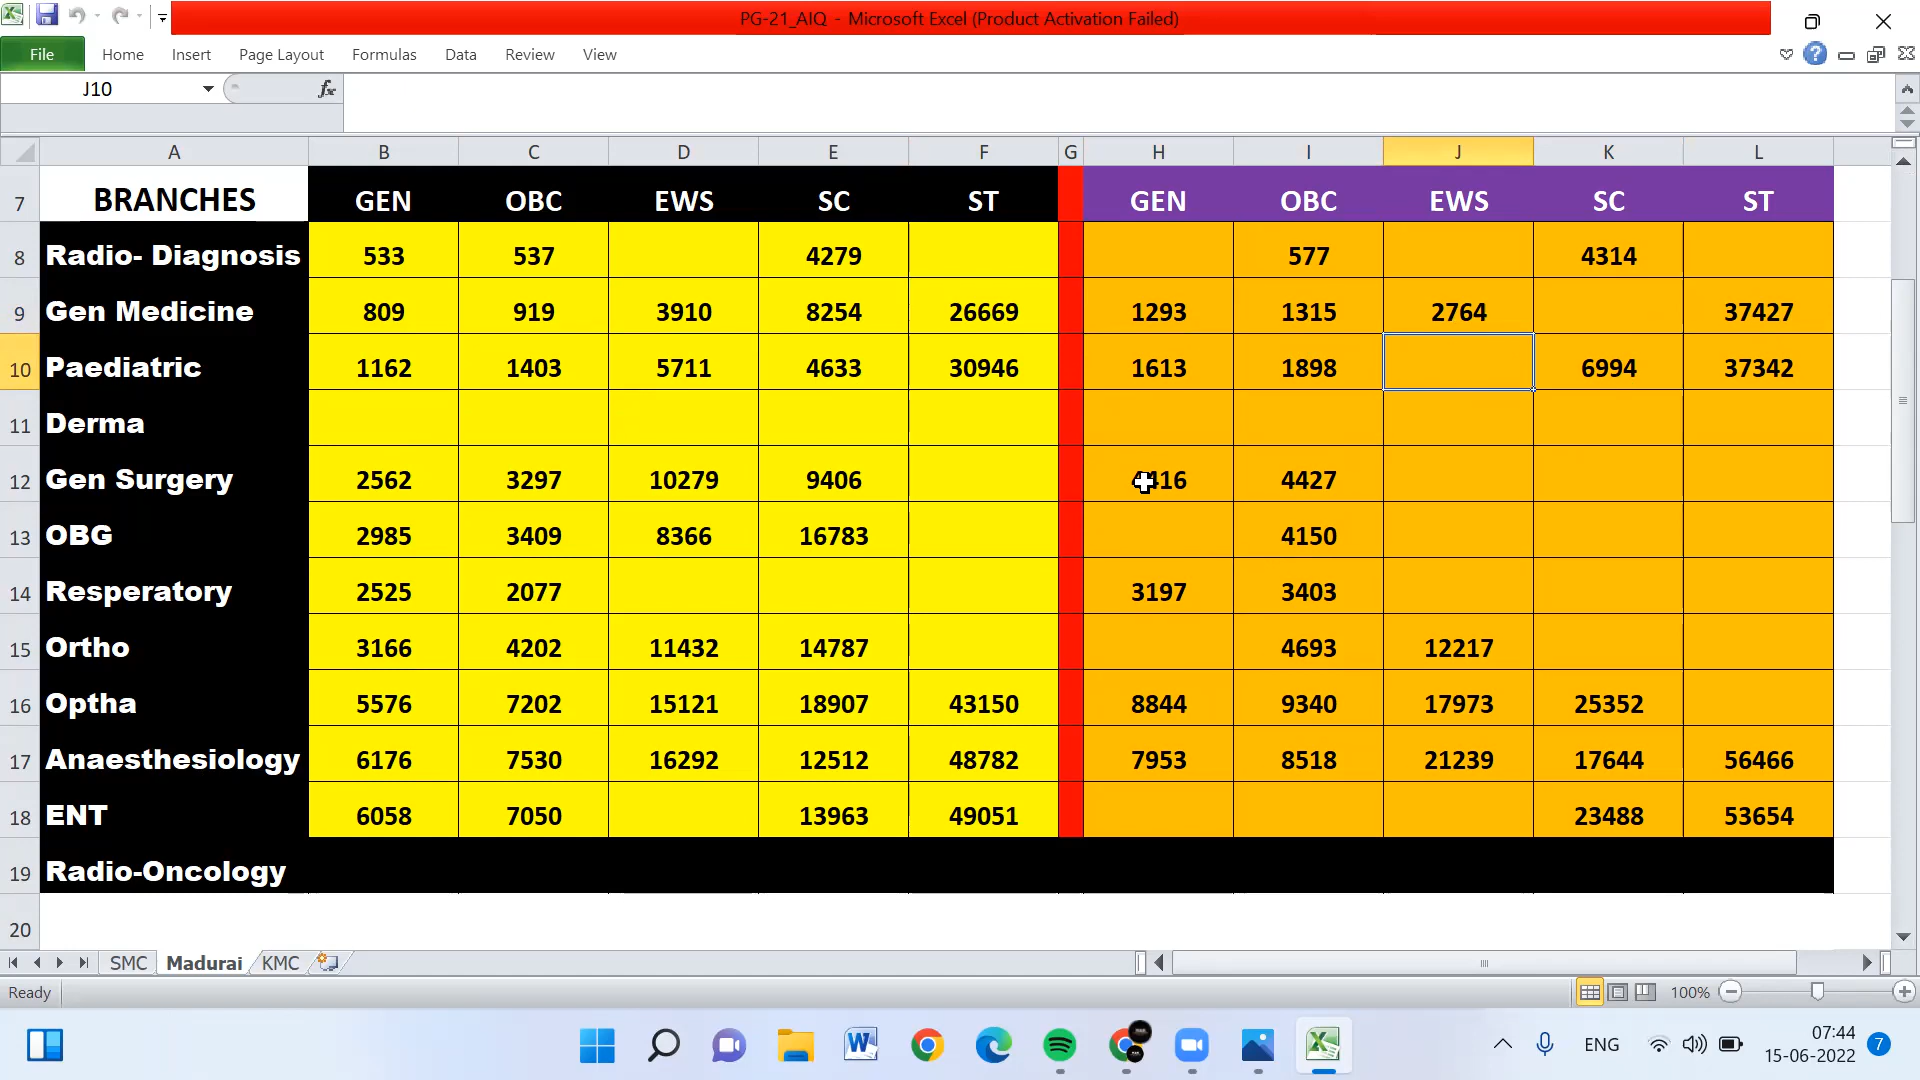 PG-21_AIQ - Microsoft Excel (Product Activation Failed)
File Home Insert Page Layout Formulas Data Review View
J10 fx
A B C D E F G H I J K L
7 BRANCHES GEN OBC EWS SC ST GEN OBC EWS SC ST
8 Radio- Diagnosis 533 537 4279 577 4314
9 Gen Medicine 809 919 3910 8254 26669 1293 1315 2764 37427
10 Paediatric 1162 1403 5711 4633 30946 1613 1898 6994 37342
11 Derma
12 Gen Surgery 2562 3297 10279 9406 4427
13 OBG 2985 3409 8366 16783 4150
14 Resperatory 2525 2077 3197 3403
15 Ortho 3166 4202 11432 14787 4693 12217
16 Optha 5576 7202 15121 18907 43150 8844 9340 17973 25352
17 Anaesthesiology 6176 7530 16292 12512 48782 7953 8518 21239 17644 56466
18 ENT 6058 7050 13963 49051 23488 53654
19 Radio-Oncology
20
SMC Madurai KMC
Ready 100%
ENG 07:44 7
15-06-2022